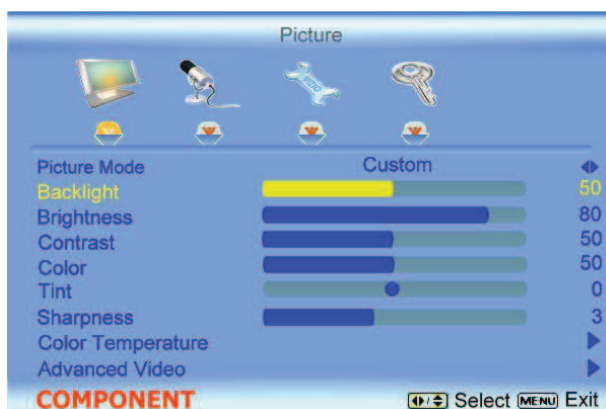 Picture
VIZIO
Picture Mode Custom
Backlight 50
Brightness 80
Contrast 50
Color 50
Tint 0
Sharpness 3
Color Temperature
Advanced Video
COMPONENT Select MENU Exit